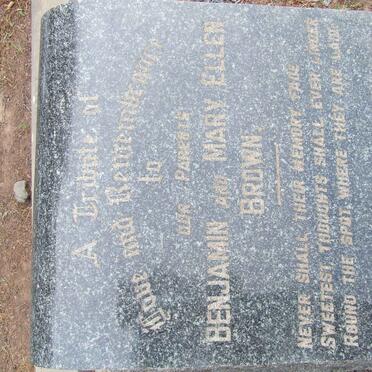 A Tribute of
Love and Remembrance
to
OUR PARENTS
BENJAMIN AND MARY ELLEN
BROWN.
NEVER SHALL THEIR MEMORY FADE
SWEETEST THOUGHTS SHALL EVER LINGER
ROUND THE SPOT WHERE THEY ARE LAID.